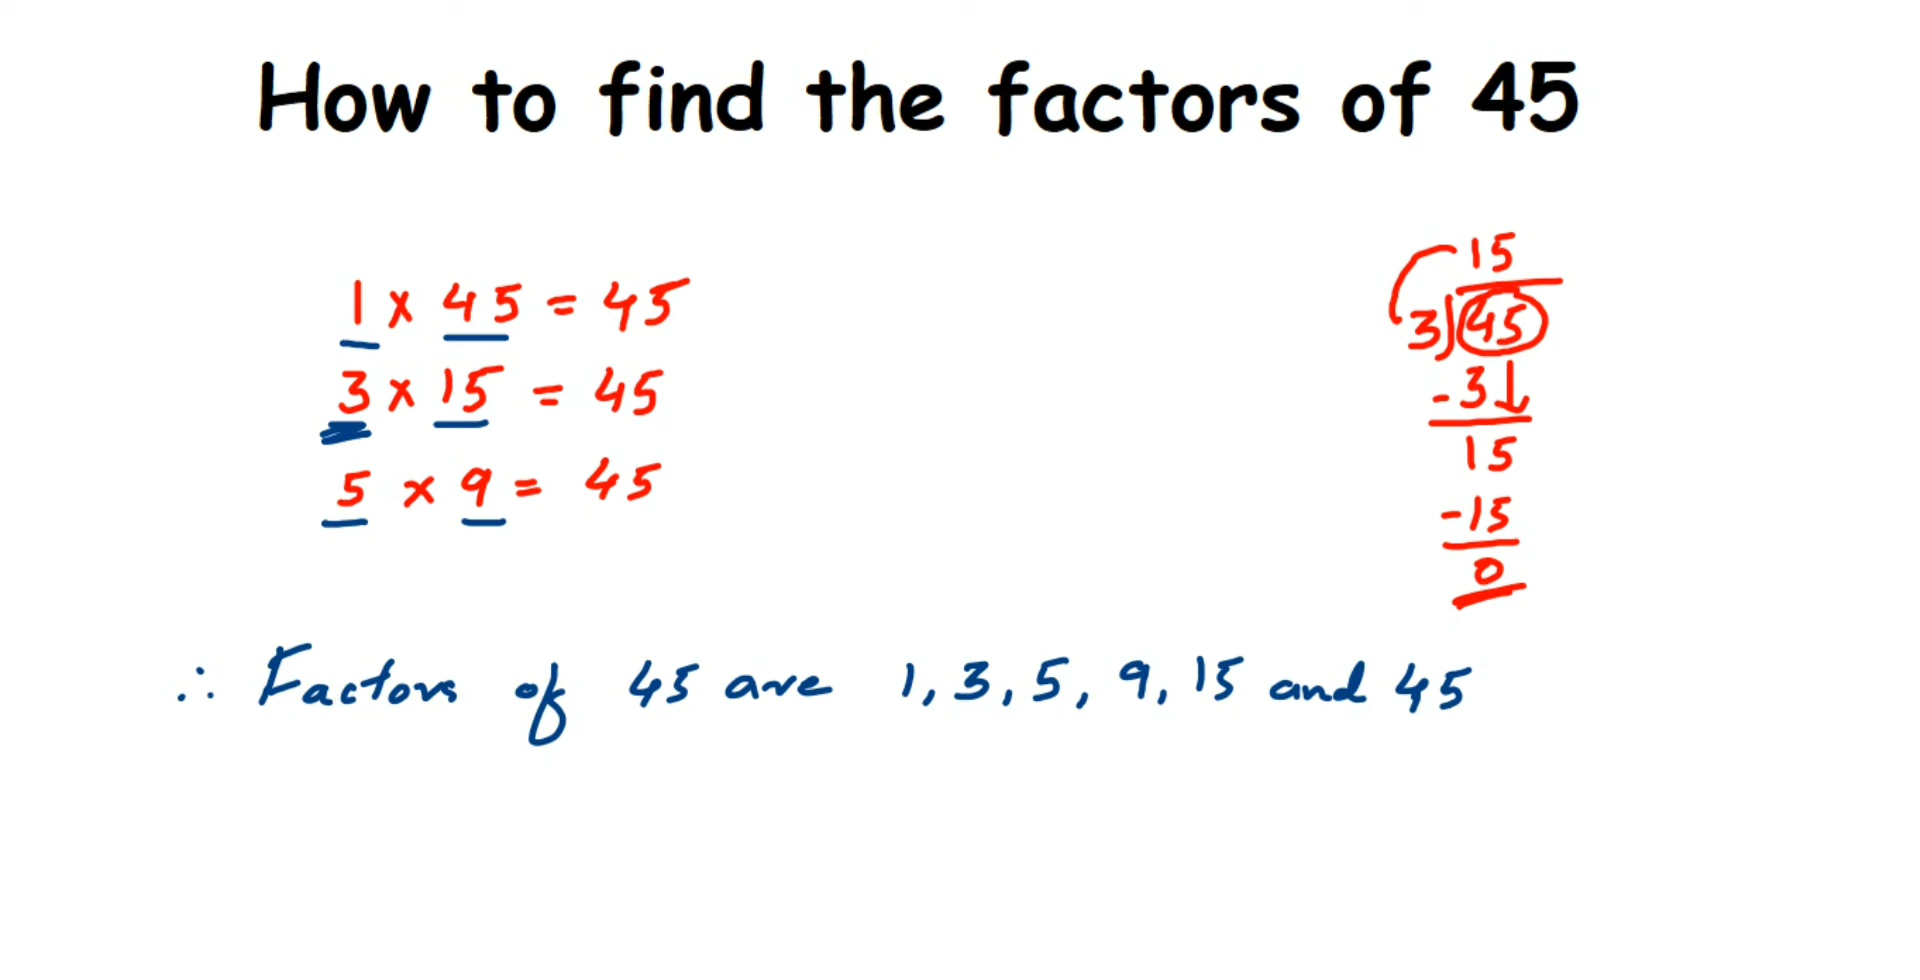 How to find the factors of 45
1 x 45 = 45
3 x 15 = 45
5 x 9 = 45
15
3 45
- 3 ↓
15
- 15
0
∴ Factors of 45 are 1, 3, 5, 9, 15 and 45